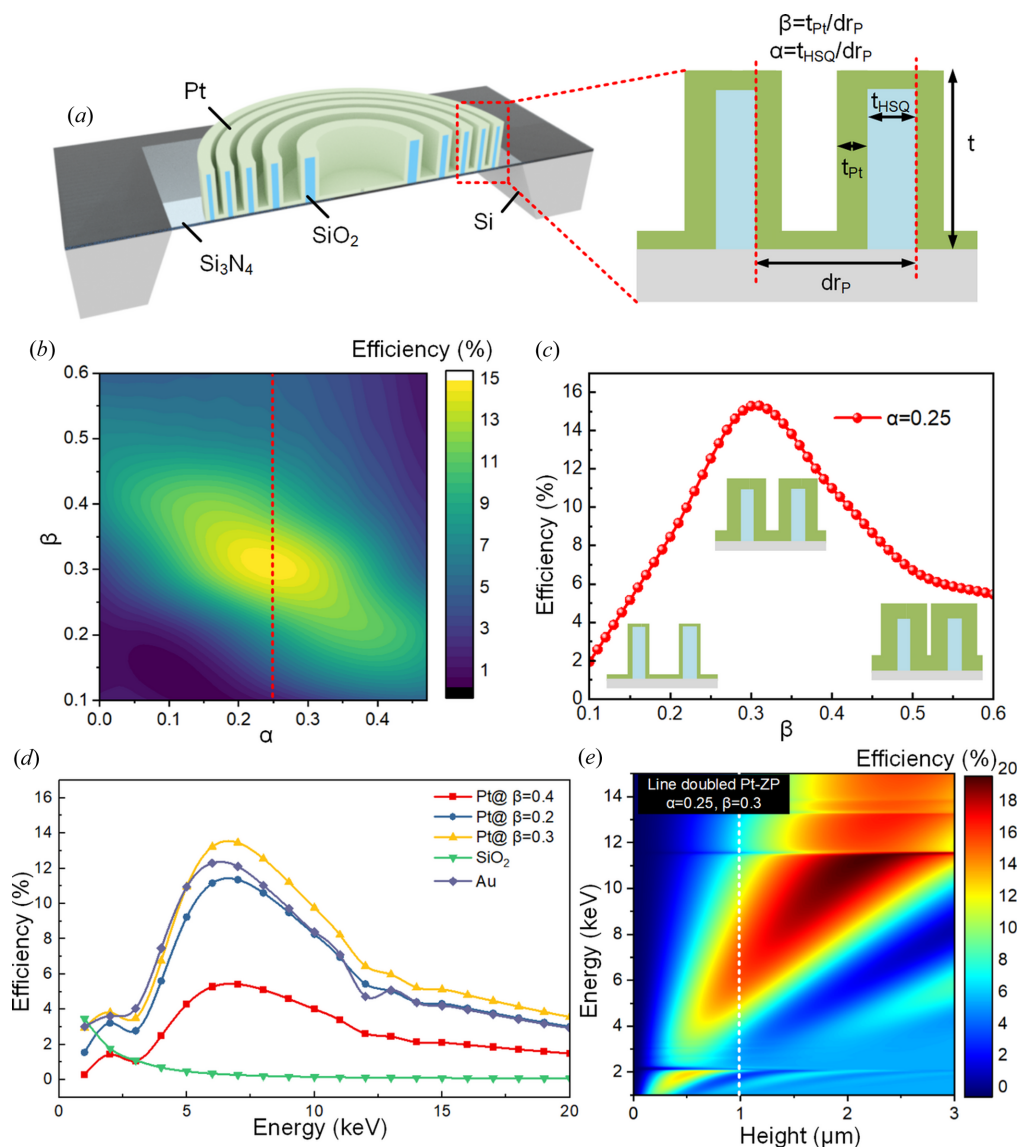 (a)
Pt
SiO2
Si
Si3N4
β=tPt/drP
α=tHSQ/drP
tHSQ
tPt
t
drP
(b)
Efficiency (%)
0.6
0.5
0.4
0.3
0.2
0.1
β
0.0 0.1 0.2 0.3 0.4
α
15
13
11
9
7
5
3
1
(c)
16
14
12
10
8
6
4
2
0
Efficiency (%)
α=0.25
0.1 0.2 0.3 0.4 0.5 0.6
β
(d)
16
14
12
10
8
6
4
2
0
Efficiency (%)
Pt@ β=0.4
Pt@ β=0.2
Pt@ β=0.3
SiO2
Au
0 5 10 15 20
Energy (keV)
(e)
Efficiency (%)
Line doubled Pt-ZP
α=0.25, β=0.3
12
10
8
6
4
2
Energy (keV)
0 1 2 3
Height (µm)
20
18
16
14
12
10
8
6
4
2
0